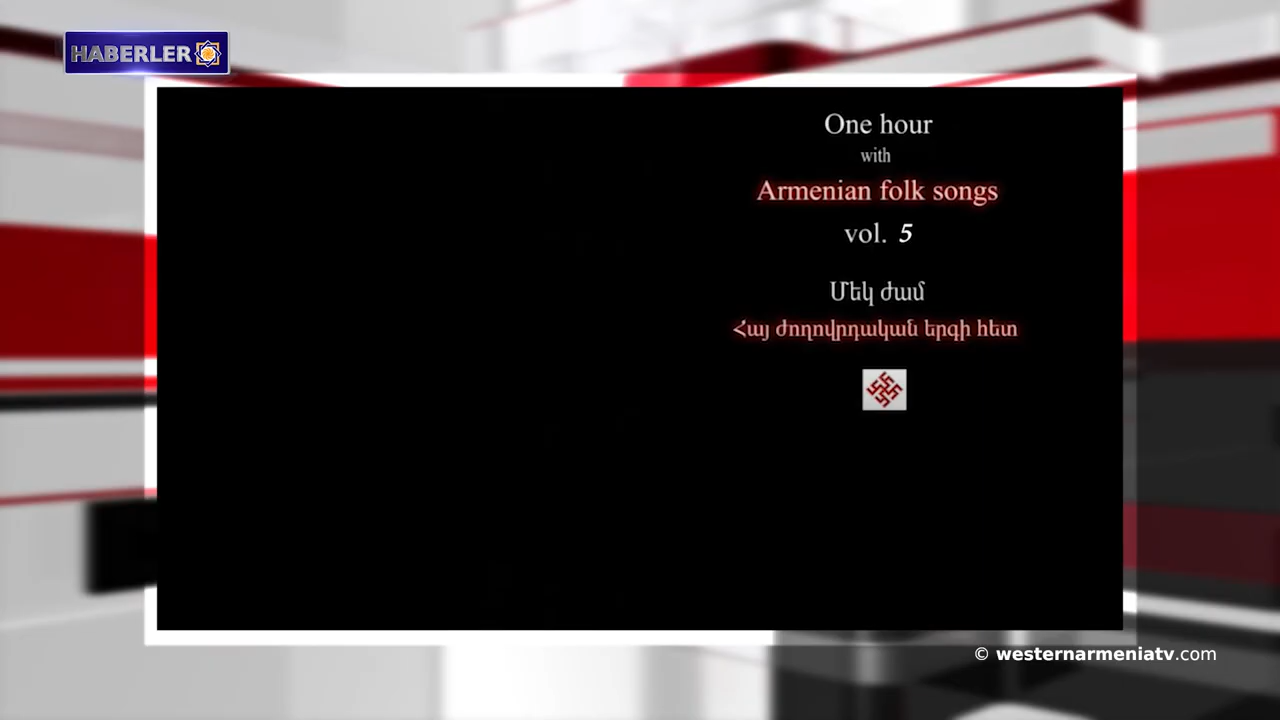 HABERLER
One hour
with
Armenian folk songs
vol. 5
Մեկ ժամ
Հայ ժողովրդական երգի հետ
© westernarmeniatv.com